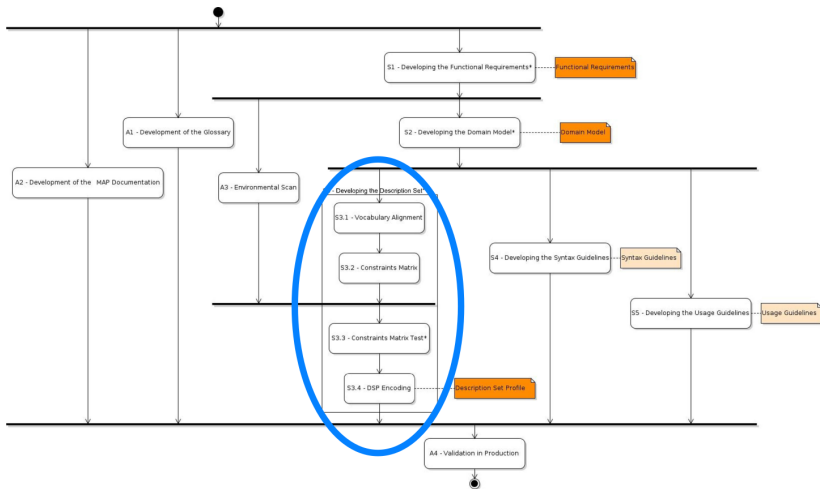 S1 - Developing the Functional Requirements*
Functional Requirements
A1 - Development of the Glossary
S2 - Developing the Domain Model*
Domain Model
A2 - Development of the MAP Documentation
A3 - Environmental Scan
- Developing the Description Set*
S3.1 - Vocabulary Alignment
S3.2 - Constraints Matrix
S4 - Developing the Syntax Guidelines
Syntax Guidelines
S5 - Developing the Usage Guidelines
Usage Guidelines
S3.3 - Constraints Matrix Test*
S3.4 - DSP Encoding
Description Set Profile
A4 - Validation in Production